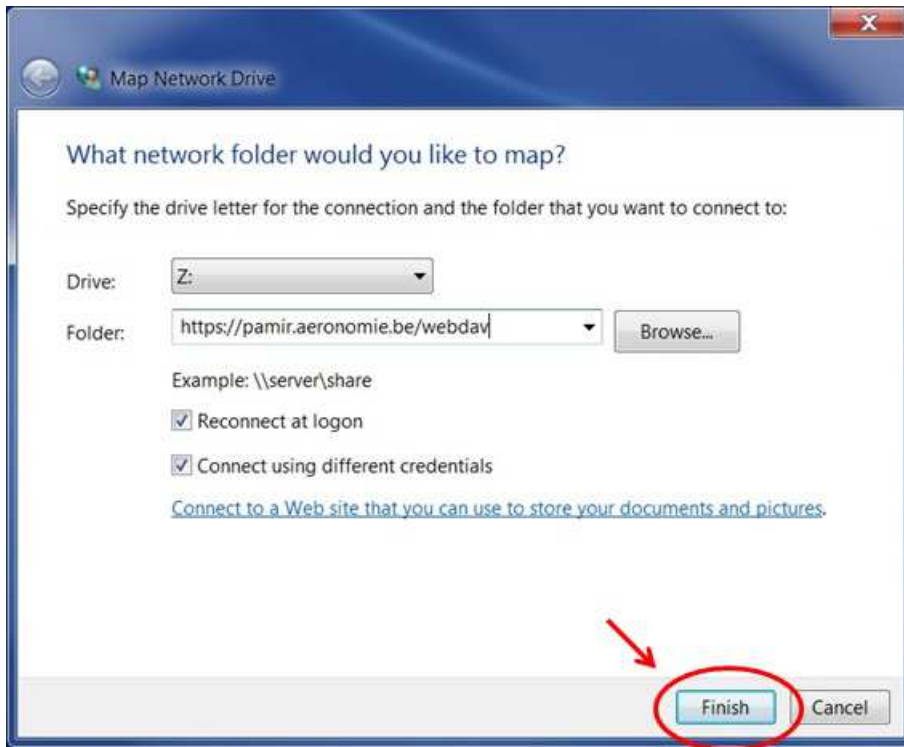 Map Network Drive
What network folder would you like to map?
Specify the drive letter for the connection and the folder that you want to connect to:
Drive: Z:
Folder: https://pamir.aeronomie.be/webdav Browse...
Example: \\server\share
Reconnect at logon
Connect using different credentials
Connect to a Web site that you can use to store your documents and pictures.
Finish Cancel